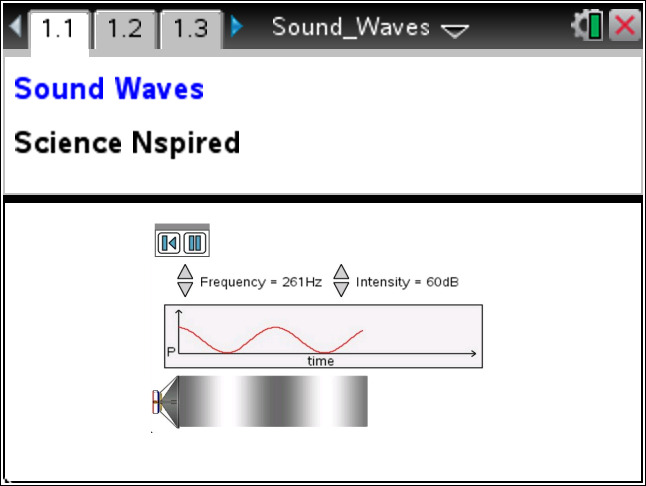 1.1 1.2 1.3 Sound_Waves
Sound Waves
Science Nspired
Frequency = 261Hz Intensity = 60dB
P
time